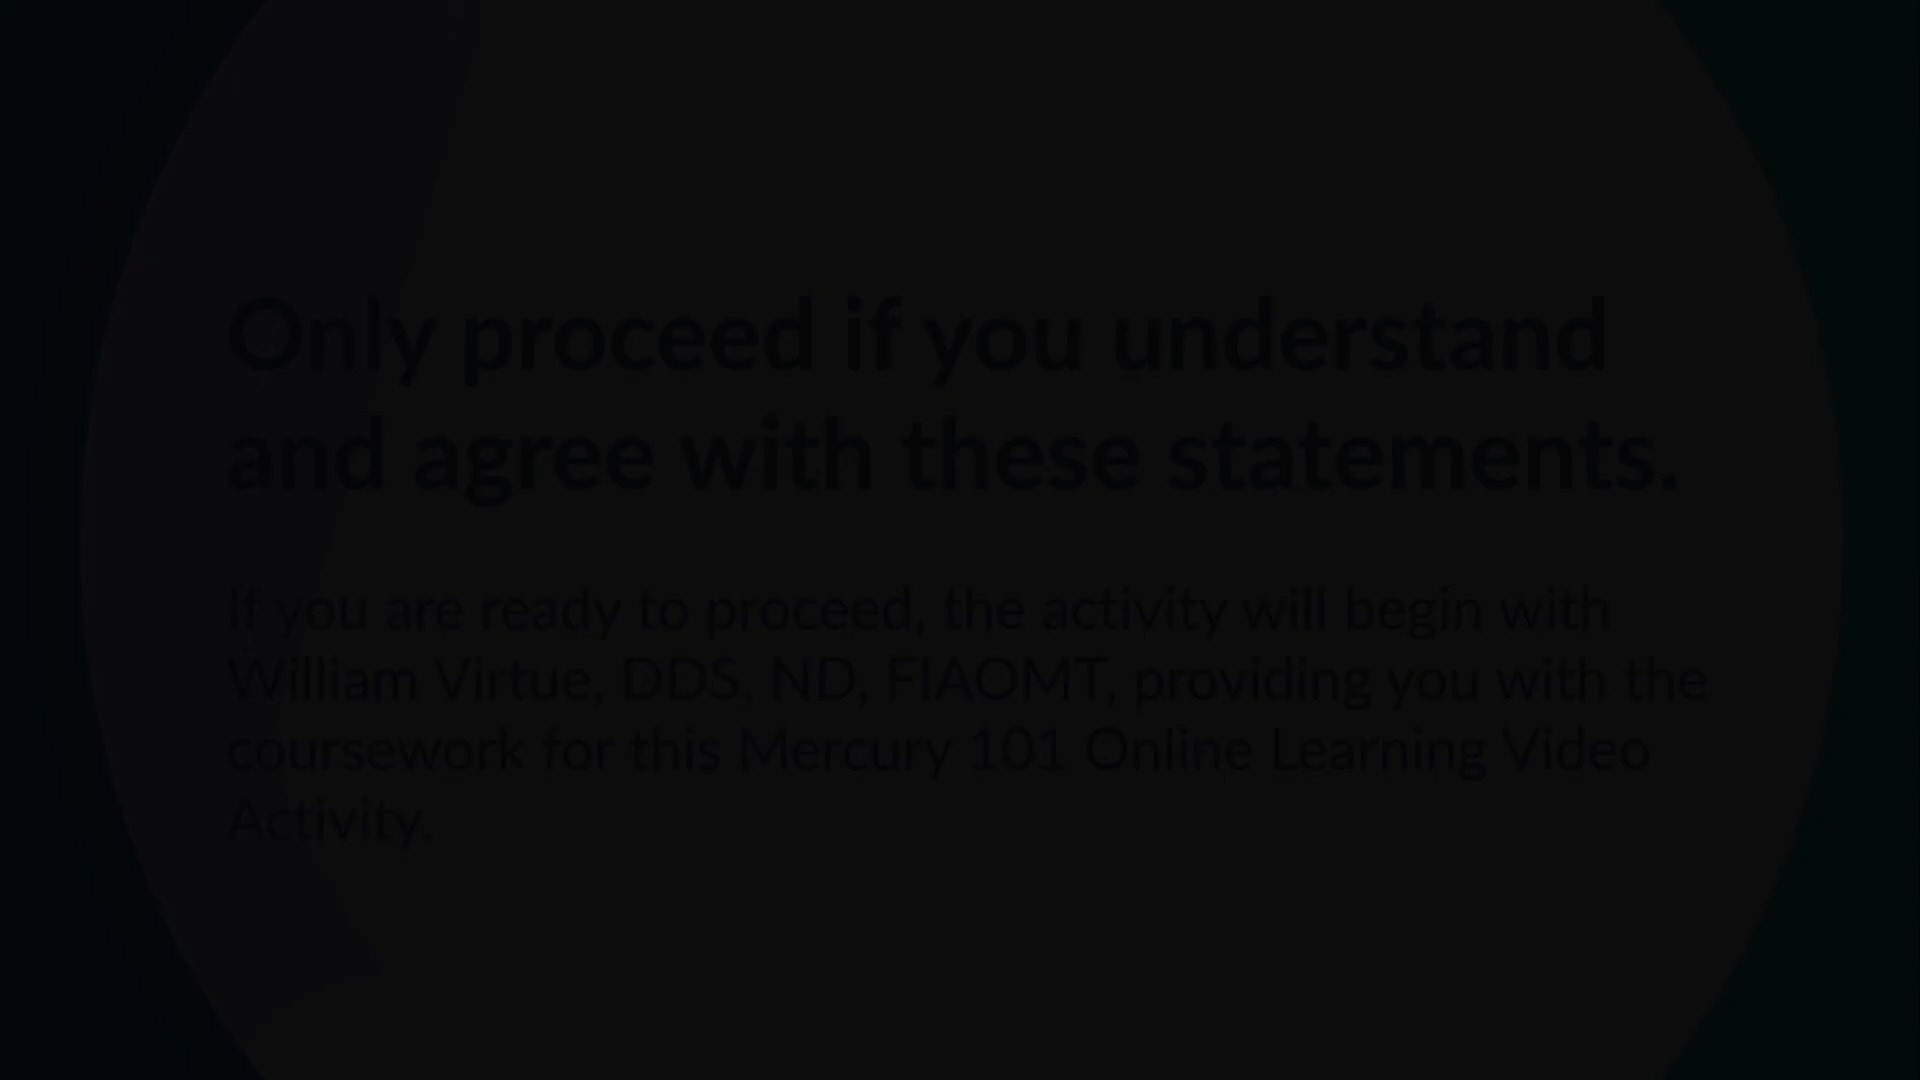 Only proceed if you understand
and agree with these statements.
If you are ready to proceed, the activity will begin with
William Virtue, DDS, ND, FIAOMT, providing you with the
coursework for this Mercury 101 Online Learning Video
Activity.